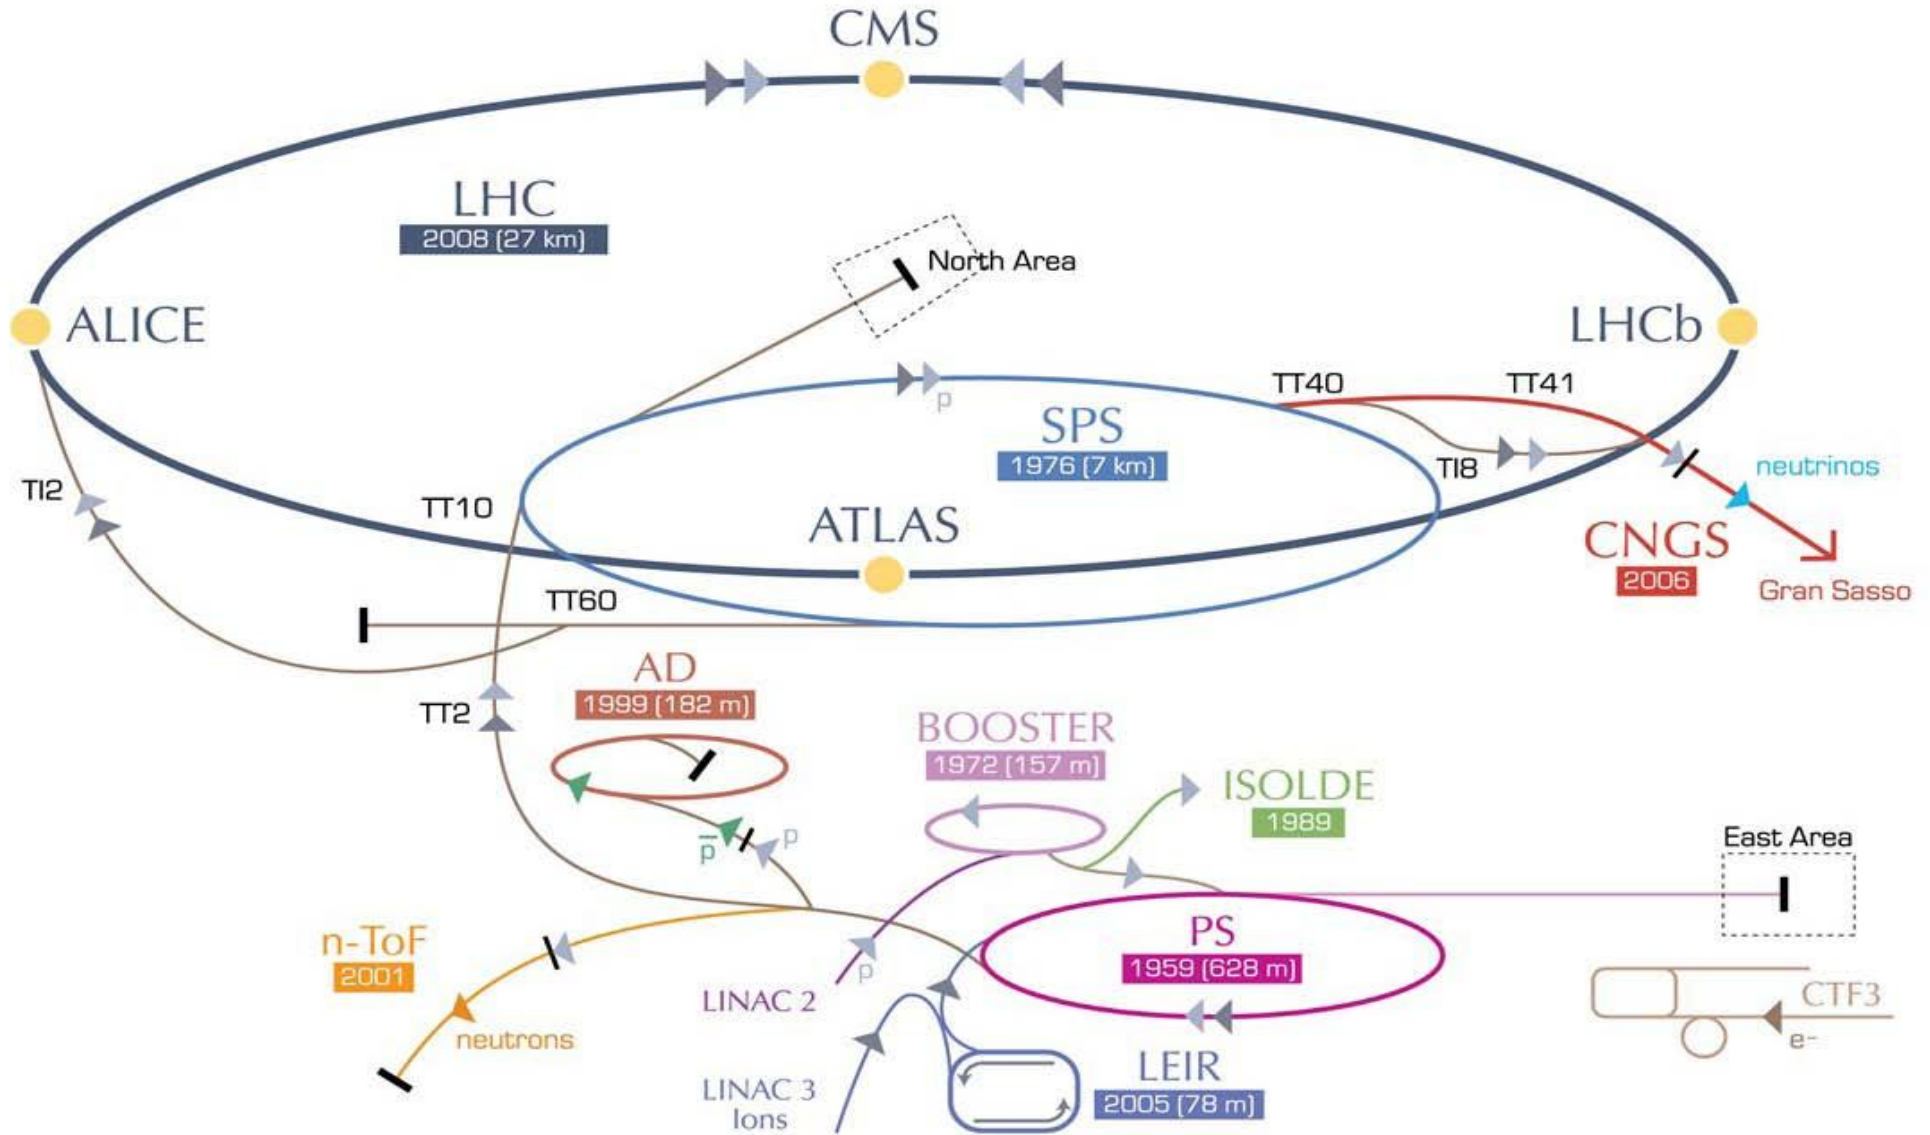 CMS
LHC
2008 (27 km)
North Area
ALICE
LHCb
TT40
TT41
p
SPS
1976 (7 km)
TI8
neutrinos
TI2
TT10
ATLAS
CNGS
2006
Gran Sasso
TT60
AD
1999 (182 m)
TT2
BOOSTER
1972 (157 m)
ISOLDE
1989
p
p̅
East Area
n-ToF
2001
PS
1959 (628 m)
p
LINAC 2
CTF3
e⁻
neutrons
LEIR
2005 (78 m)
LINAC 3
Ions